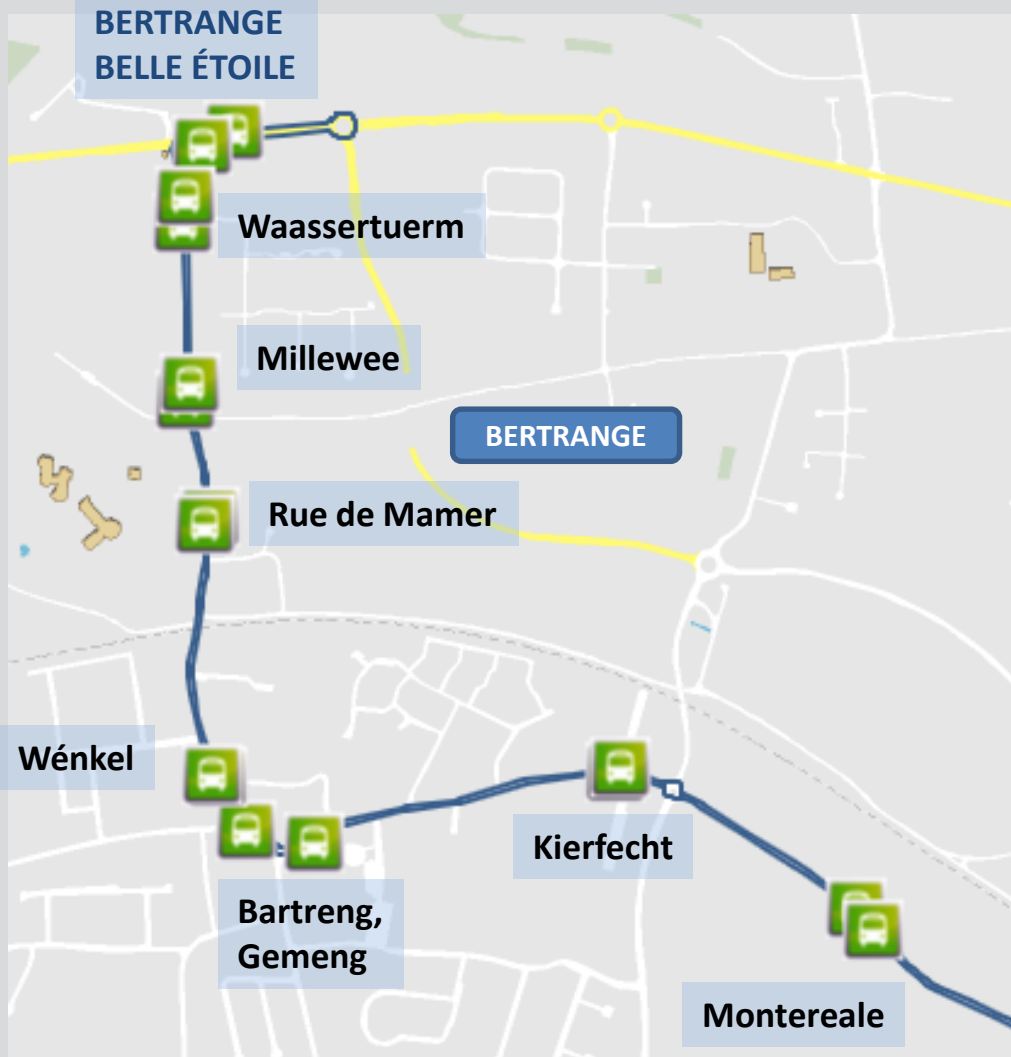 BERTRANGE
BELLE ÉTOILE
Waassertuerm
Millewee
BERTRANGE
Rue de Mamer
Wénkel
Kierfecht
Bartreng,
Gemeng
Montereale